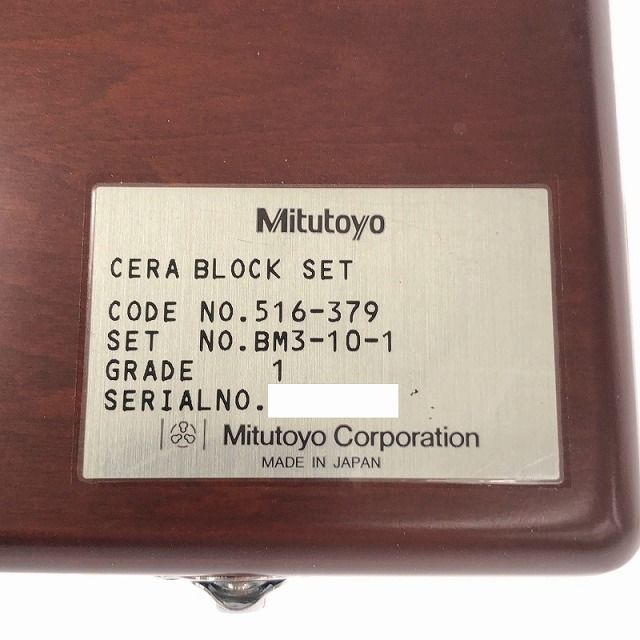 Mitutoyo
CERA BLOCK SET
CODE NO.516-379
SET NO.BM3-10-1
GRADE 1
SERIALNO.
Mitutoyo Corporation
MADE IN JAPAN